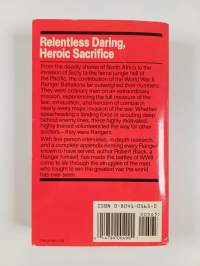 Relentless Daring,
Heroic Sacrifice
From the deadly shores of North Africa to the
invasion of Sicily to the fierce jungle hell of
the Pacific, the contribution of the World War II
Ranger Battalions far outweighed their numbers.
They were ordinary men on an extraordinary
mission, experiencing the full measure of the
fear, exhaustion, and heroism of combat in
nearly every major invasion of the war. Whether
spearheading a landing force or scouting deep
behind enemy lines, these highly motivated,
highly trained volunteers led the way for other
soldiers—they were Rangers.
With first-person interviews, in-depth research,
and a complete appendix naming every Ranger
known to have served, author Robert Black, a
Ranger himself, has made the battles of WWII
come to life through the struggles of the men
who fought to win the greatest war the world
has ever seen.
ISBN 0-8041-0565-0